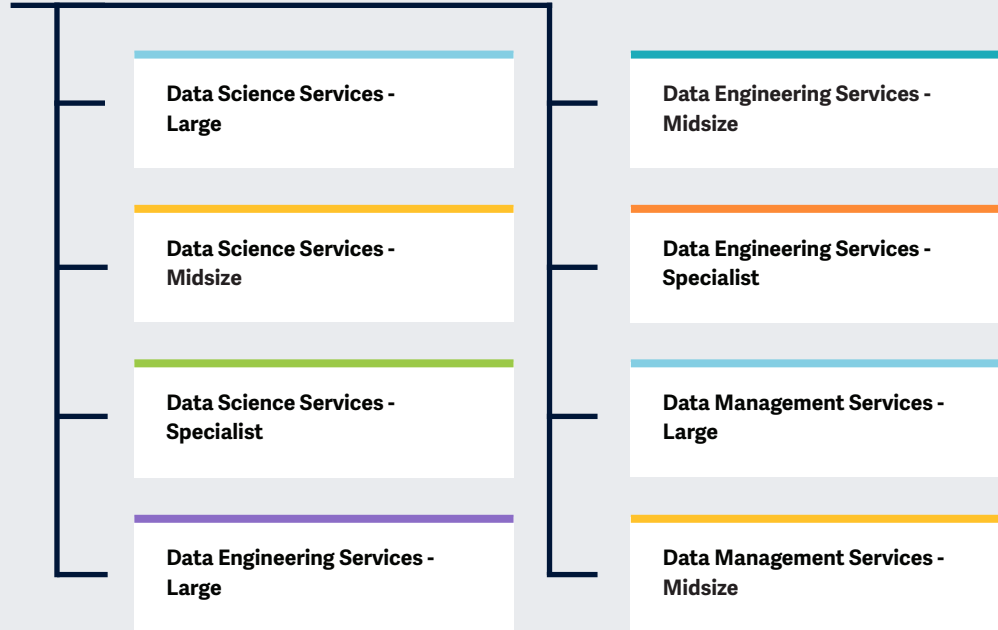 Data Science Services -
Large
Data Science Services -
Midsize
Data Science Services -
Specialist
Data Engineering Services -
Large
Data Engineering Services -
Midsize
Data Engineering Services -
Specialist
Data Management Services -
Large
Data Management Services -
Midsize